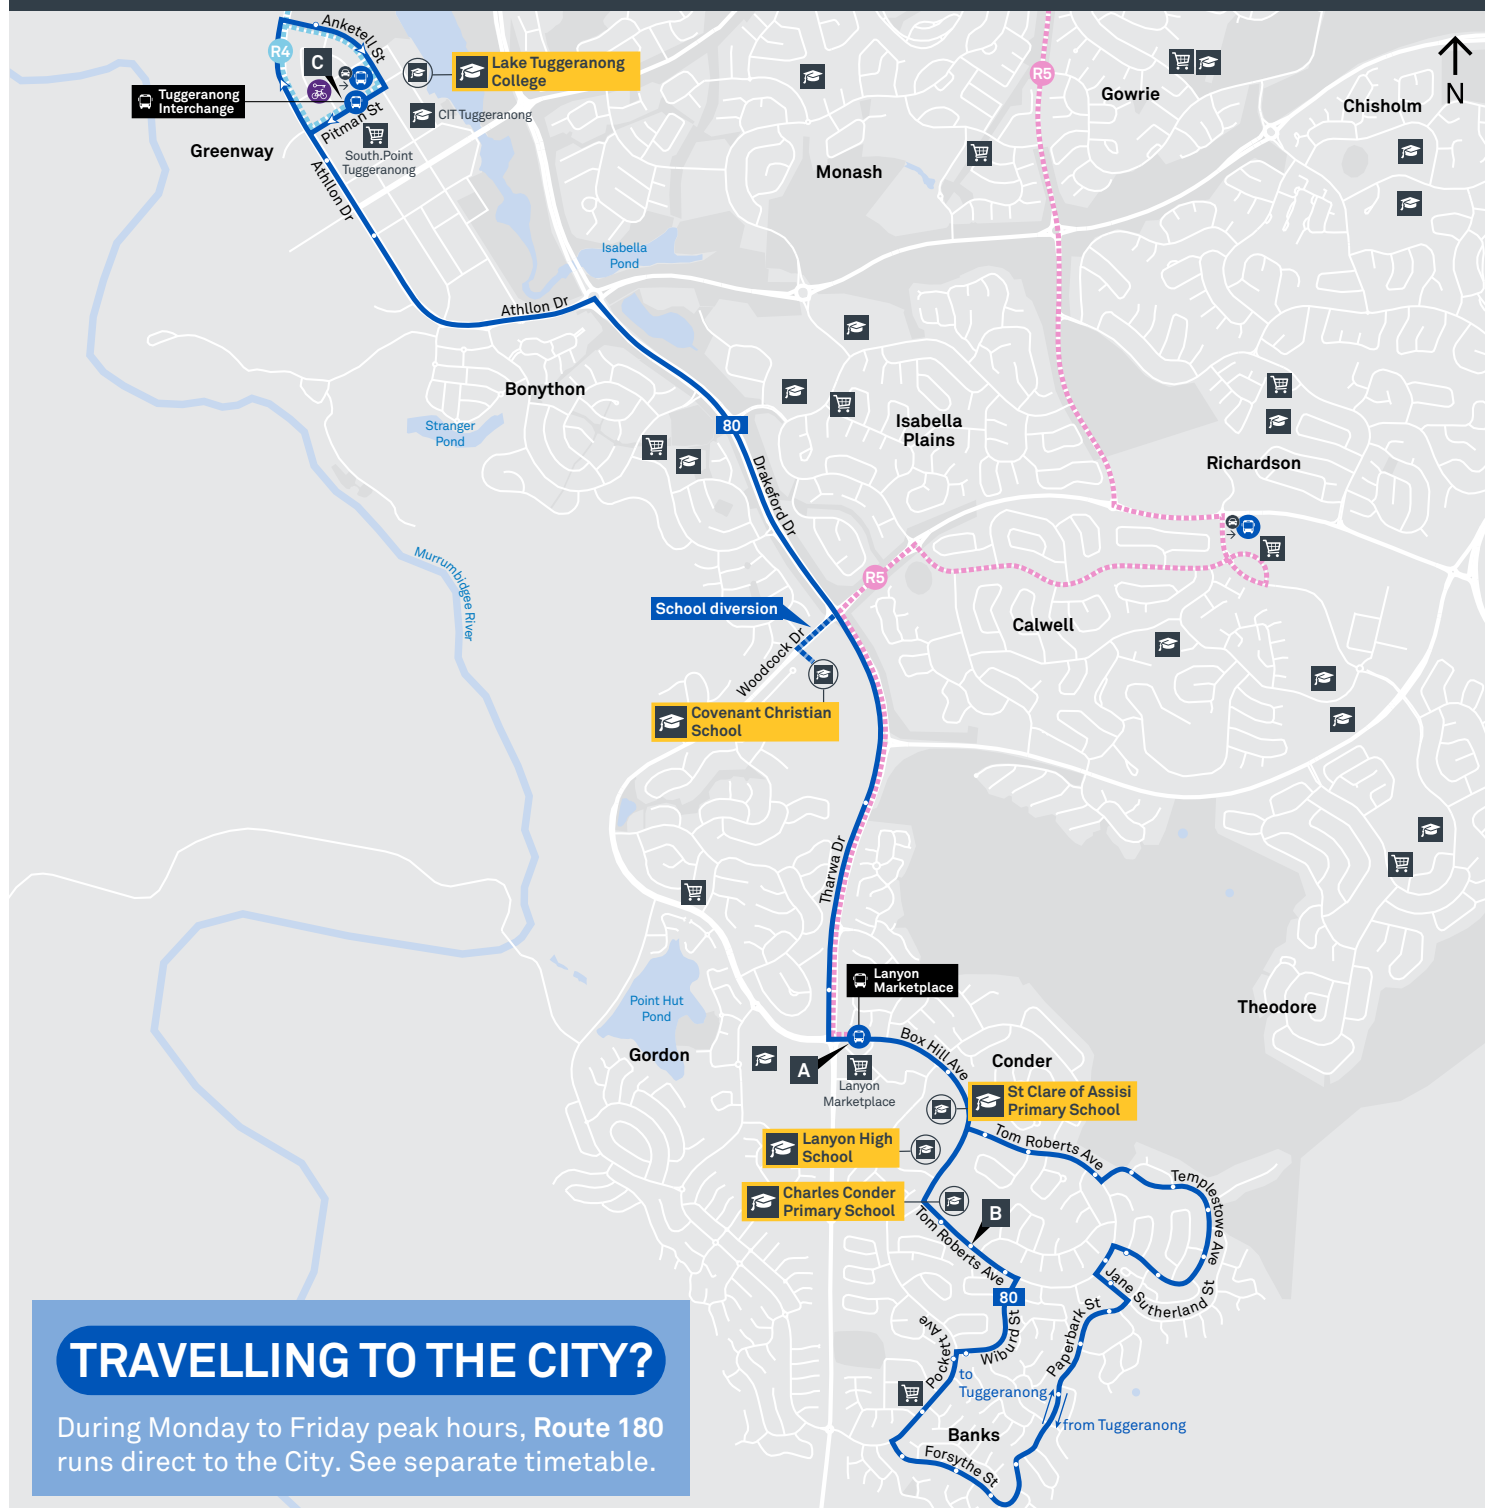 Anketell St
R4
C
Lake Tuggeranong
College
Tuggeranong
Interchange
Pitman St
CIT Tuggeranong
Greenway
South.Point
Tuggeranong
Athllon Dr
R5
Gowrie
Chisholm
N
Monash
Isabella
Pond
Athllon Dr
Bonython
Stranger
Pond
80
Isabella
Plains
Richardson
Drakeford Dr
Murrumbidgee River
R5
School diversion
Calwell
Woodcock Dr
Covenant Christian
School
Tharwa Dr
Lanyon
Marketplace
Point Hut
Pond
Theodore
Gordon
A
Box Hill Ave
Conder
Lanyon
Marketplace
St Clare of Assisi
Primary School
Tom Roberts Ave
Lanyon High
School
Templestowe Ave
Charles Conder
Primary School
B
Tom Roberts Ave
Jane Sutherland St
80
Paperbark St
Wiburd St
Pockett Ave
to
Tuggeranong
from Tuggeranong
Banks
Forsythe St
TRAVELLING TO THE CITY?
During Monday to Friday peak hours, Route 180
runs direct to the City. See separate timetable.